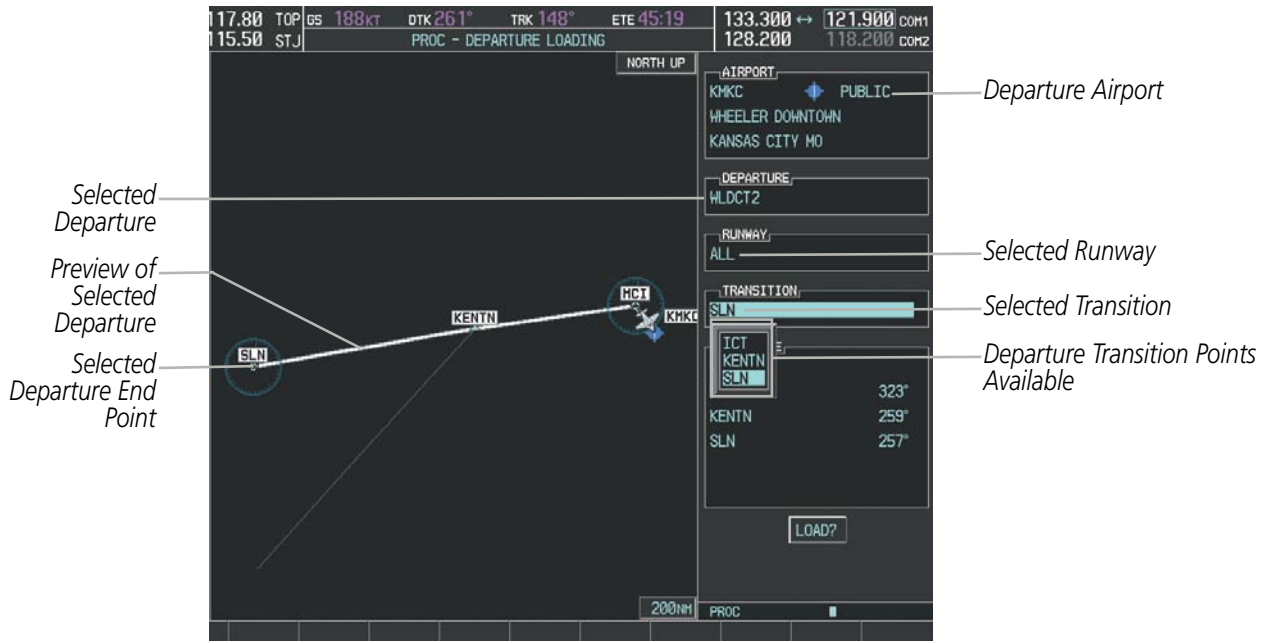 117.80 TOP GS 188KT DTK 261° TRK 148° ETE 45:19 133.300 ↔ 121.900 COM1
115.50 STJ PROC - DEPARTURE LOADING 128.200 118.200 COM2
NORTH UP
AIRPORT
KMKC PUBLIC
WHEELER DOWNTOWN
KANSAS CITY MO
Departure Airport
Selected
Departure
DEPARTURE
WLDCT2
RUNWAY
ALL
Selected Runway
Preview of
Selected
Departure
TRANSITION
SLN
Selected Transition
MCI
KMKC
KENTN
SLN
Selected
Departure End
Point
ICT
KENTN
SLN
Departure Transition Points
Available
323°
KENTN 259°
SLN 257°
LOAD?
200NM
PROC